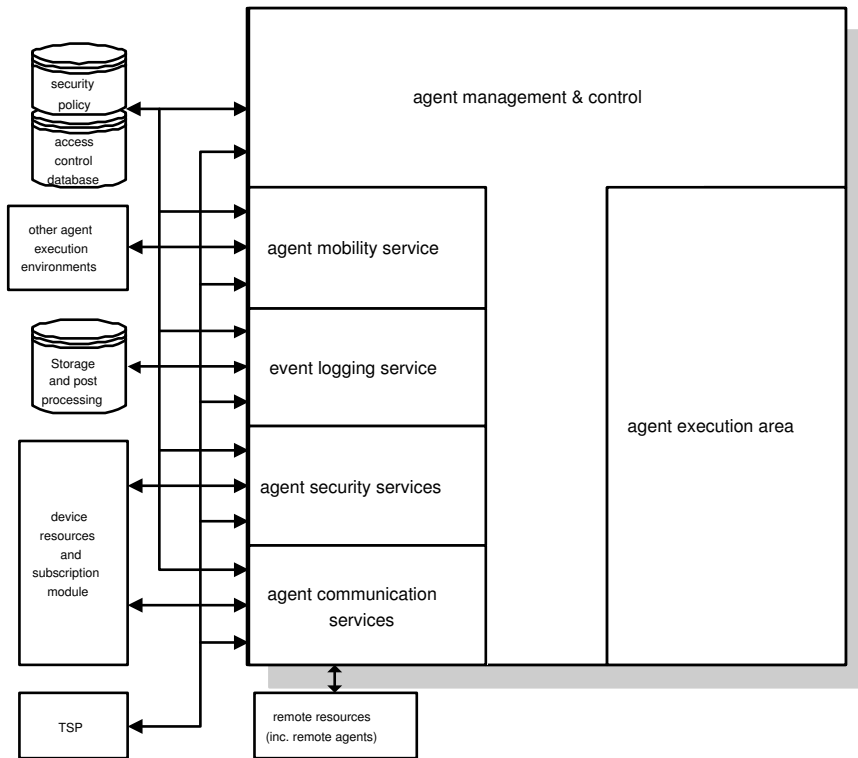 security
policy
access
control
database
agent management & control
other agent
execution
environments
agent mobility service
Storage
and post
processing
event logging service
agent execution area
device
resources
and
subscription
module
agent security services
agent communication
services
TSP
remote resources
(inc. remote agents)